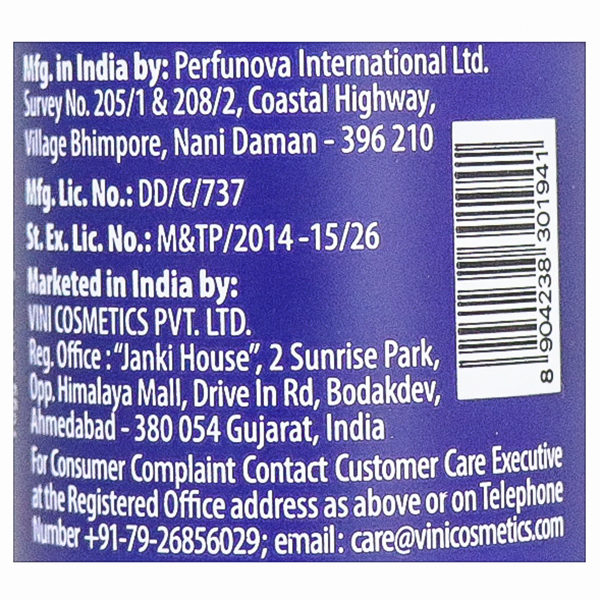 Mfg. in India by: Perfunova International Ltd.
Survey No. 205/1 & 208/2, Coastal Highway,
Village Bhimpore, Nani Daman - 396 210
Mfg. Lic. No.: DD/C/737
St. Ex. Lic. No.: M&TP/2014 -15/26
Marketed in India by:
VINI COSMETICS PVT. LTD.
Reg. Office : "Janki House", 2 Sunrise Park,
Opp. Himalaya Mall, Drive In Rd, Bodakdev,
Ahmedabad - 380 054 Gujarat, India
For Consumer Complaint Contact Customer Care Executive
at the Registered Office address as above or on Telephone
Number +91-79-26856029; email: care@vinicosmetics.com
8 904238 301941